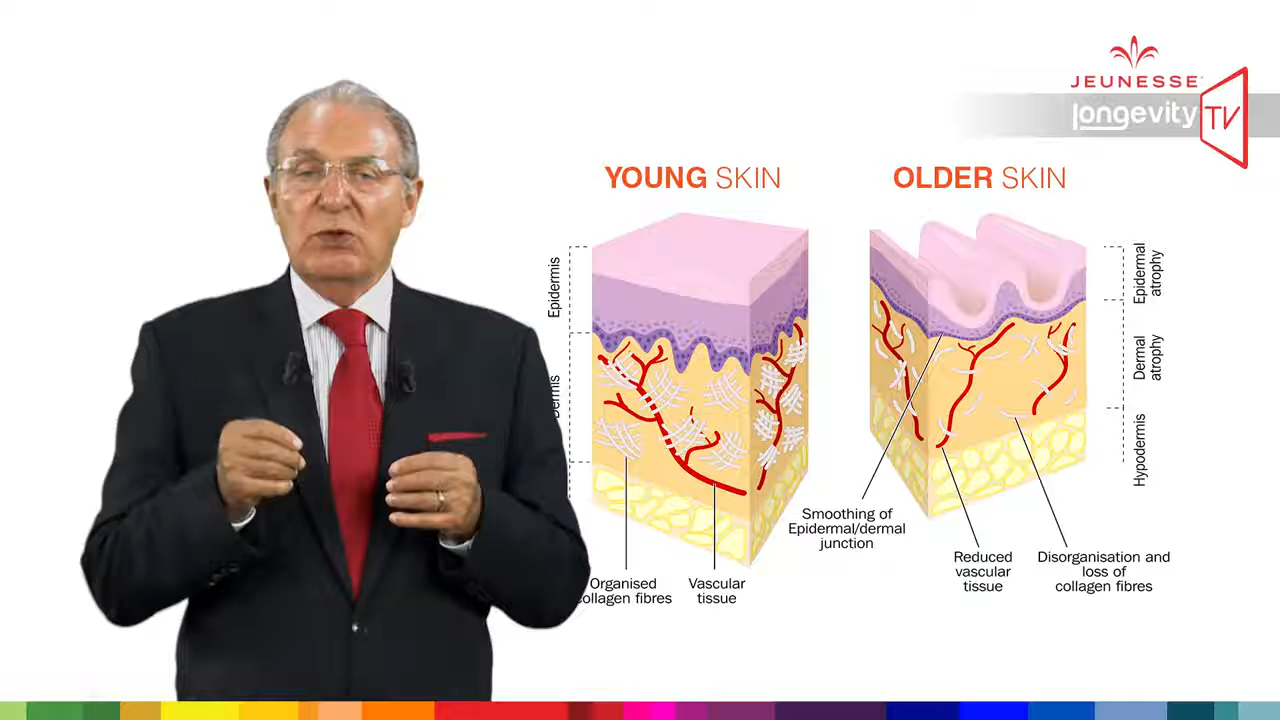 JEUNESSE
longevity
TV
YOUNG SKIN
OLDER SKIN
Epidermis
Dermis
Epidermal
atrophy
Dermal
atrophy
Hypodermis
Smoothing of
Epidermal/dermal
junction
Organised
collagen fibres
Vascular
tissue
Reduced
vascular
tissue
Disorganisation and
loss of
collagen fibres